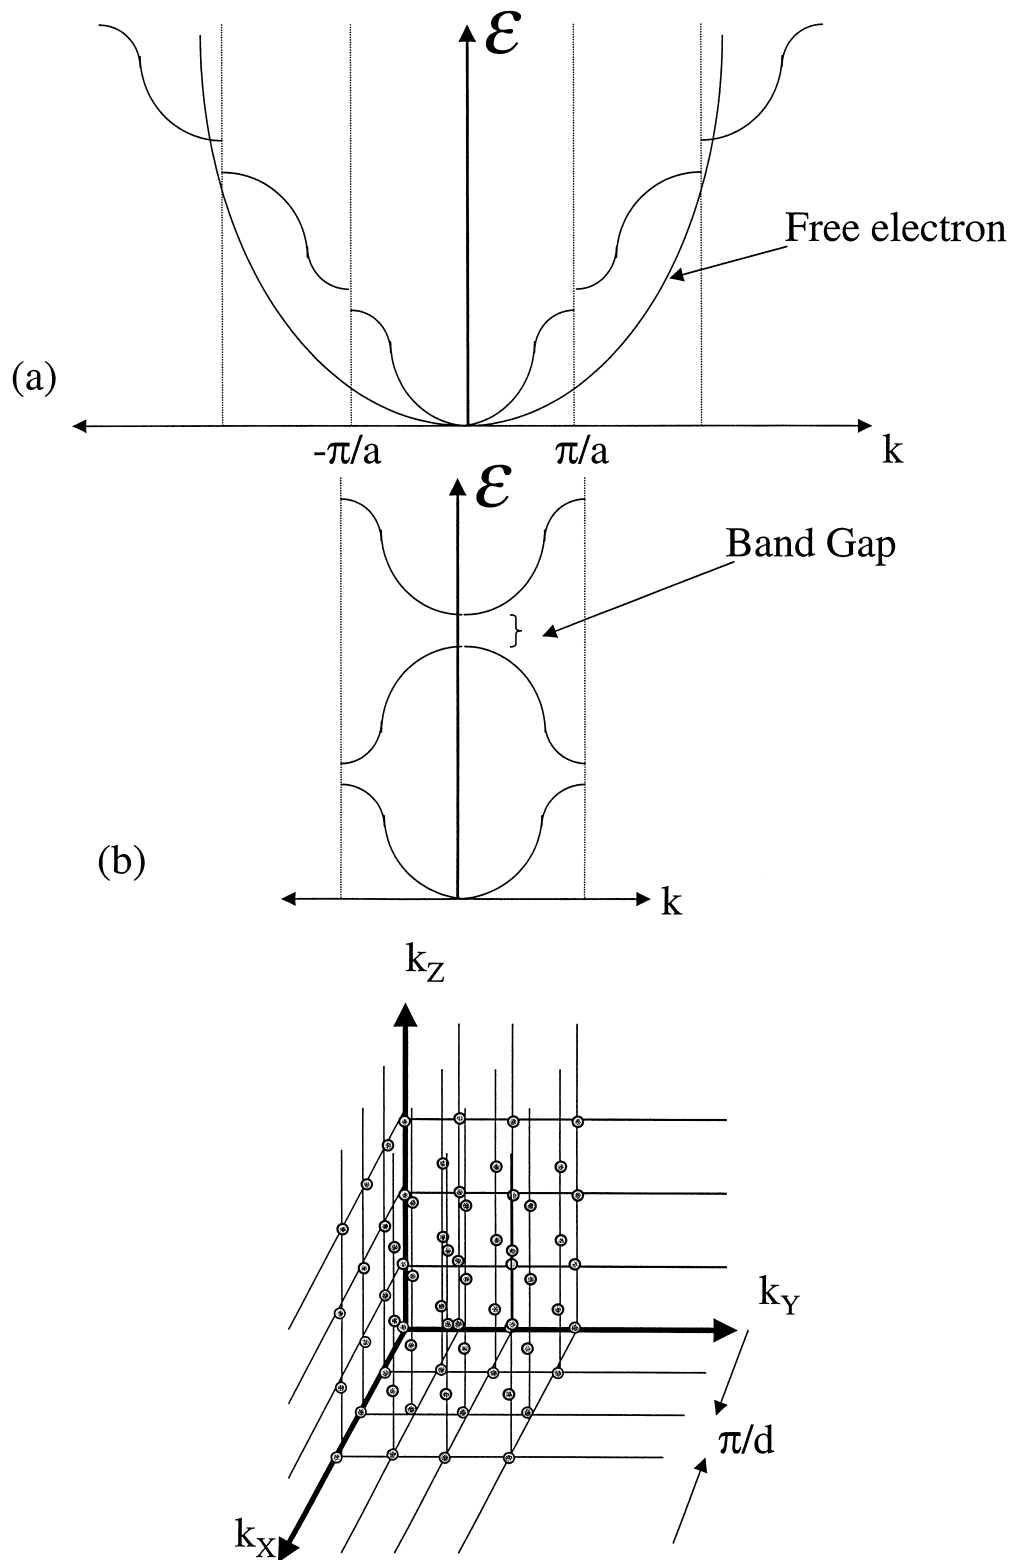 ε
Free electron
(a)
-π/a
π/a
k
ε
Band Gap
(b)
k
kZ
kY
π/d
kX